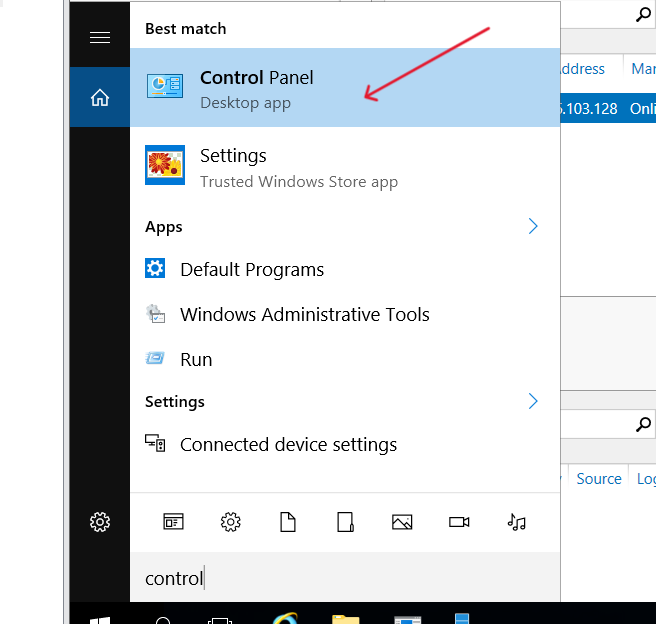 Best match
Control Panel
Desktop app
Settings
Trusted Windows Store app
Apps
Default Programs
Windows Administrative Tools
Run
Settings
Connected device settings
control
ddress Mar
.103.128 Onli
Source Log